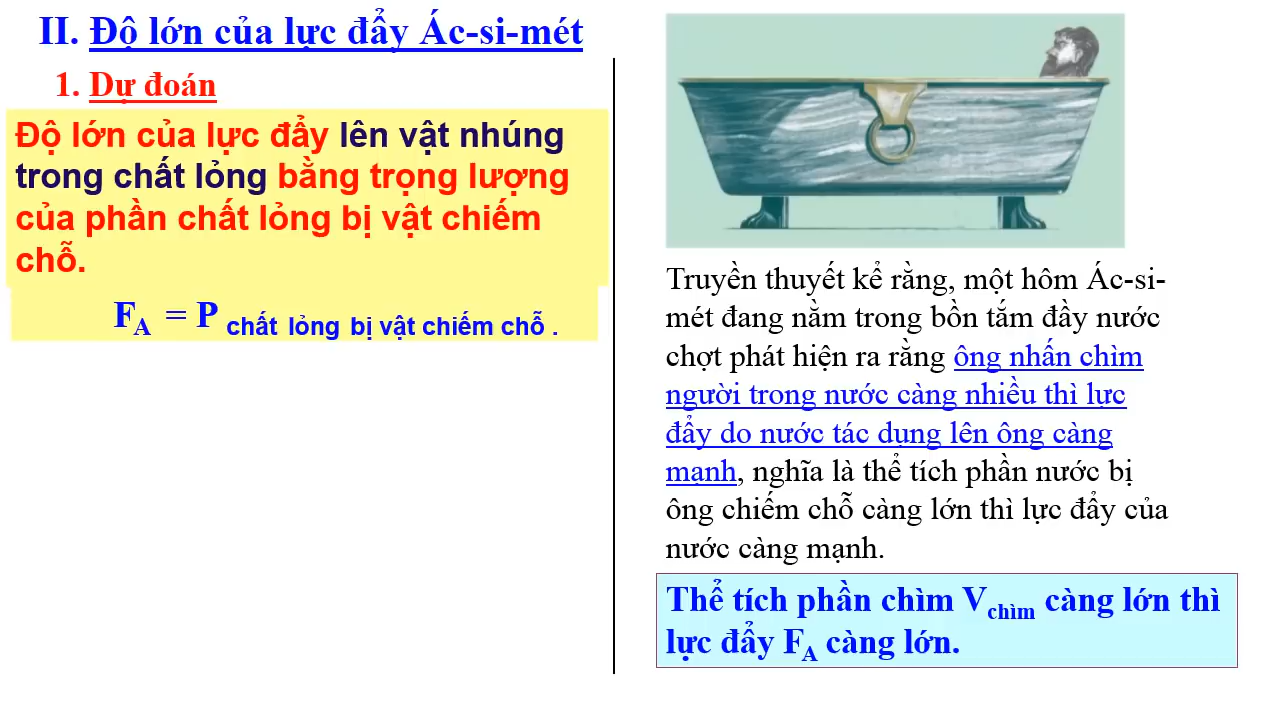 II. Độ lớn của lực đẩy Ác-si-mét
1. Dự đoán
Độ lớn của lực đẩy lên vật nhúng
trong chất lỏng bằng trọng lượng
của phần chất lỏng bị vật chiếm
chỗ.
FA = P chất lỏng bị vật chiếm chỗ .
Truyền thuyết kể rằng, một hôm Ác-si-
mét đang nằm trong bồn tắm đầy nước
chợt phát hiện ra rằng ông nhấn chìm
người trong nước càng nhiều thì lực
đẩy do nước tác dụng lên ông càng
mạnh, nghĩa là thể tích phần nước bị
ông chiếm chỗ càng lớn thì lực đẩy của
nước càng mạnh.
Thể tích phần chìm Vchìm càng lớn thì
lực đẩy FA càng lớn.